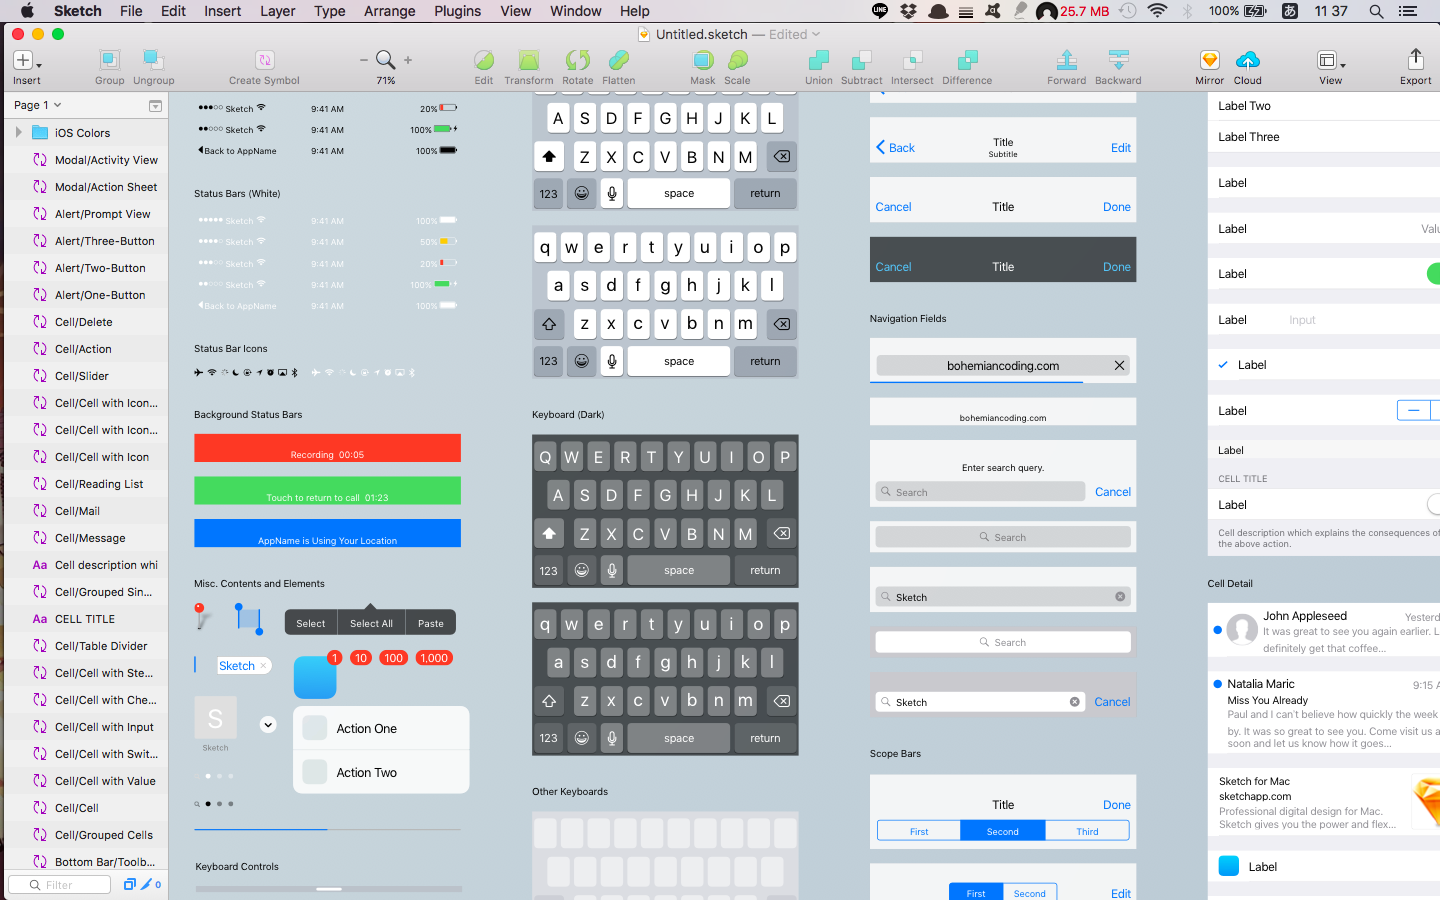 Sketch File Edit Insert Layer Type Arrange Plugins View Window Help
LINE 25.7 MB 100% あ 11 37
Untitled.sketch — Edited
Insert Group Ungroup Create Symbol 71% Edit Transform Rotate Flatten Mask Scale Union Subtract Intersect Difference Forward Backward Mirror Cloud View Export
Page 1
iOS Colors
Modal/Activity View
Modal/Action Sheet
Alert/Prompt View
Alert/Three-Button
Alert/Two-Button
Alert/One-Button
Cell/Delete
Cell/Action
Cell/Slider
Cell/Cell with Icon...
Cell/Cell with Icon...
Cell/Cell with Icon
Cell/Reading List
Cell/Mail
Cell/Message
Aa Cell description whi
Cell/Grouped Sin...
Aa CELL TITLE
Cell/Table Divider
Cell/Cell with Ste...
Cell/Cell with Che...
Cell/Cell with Input
Cell/Cell with Swit...
Cell/Cell with Value
Cell/Cell
Cell/Grouped Cells
Bottom Bar/Toolb...
Filter 0
Sketch 9:41 AM 20%
Sketch 9:41 AM 100%
Back to AppName 9:41 AM 100%
Status Bars (White)
Sketch 9:41 AM 100%
Sketch 9:41 AM 50%
Sketch 9:41 AM 20%
Sketch 9:41 AM 100%
Back to AppName 9:41 AM 100%
Status Bar Icons
Background Status Bars
Recording 00:05
Touch to return to call 01:23
AppName is Using Your Location
Misc. Contents and Elements
Select Select All Paste
Sketch
1 10 100 1,000
S
Sketch
Action One
Action Two
Keyboard Controls
A S D F G H J K L
Z X C V B N M
123 space return
q w e r t y u i o p
a s d f g h j k l
z x c v b n m
123 space return
Keyboard (Dark)
Q W E R T Y U I O P
A S D F G H J K L
Z X C V B N M
123 space return
q w e r t y u i o p
a s d f g h j k l
z x c v b n m
123 space return
Other Keyboards
Back Title Edit
Subtitle
Cancel Title Done
Cancel Title Done
Navigation Fields
bohemiancoding.com
bohemiancoding.com
Enter search query.
Search Cancel
Search
Sketch
Search
Sketch Cancel
Scope Bars
Title Done
First Second Third
First Second Edit
Label Two
Label Three
Label
Label Valu
Label
Label Input
Label
Label
Label
CELL TITLE
Label
Cell description which explains the consequences of
the above action.
Cell Detail
John Appleseed Yesterd
It was great to see you again earlier. L
definitely get that coffee...
Natalia Maric 9:15 A
Miss You Already
Paul and I can't believe how quickly the week
by. It was so great to see you. Come visit us a
soon and let us know how it goes...
Sketch for Mac
sketchapp.com
Professional digital design for Mac.
Sketch gives you the power and flex...
Label